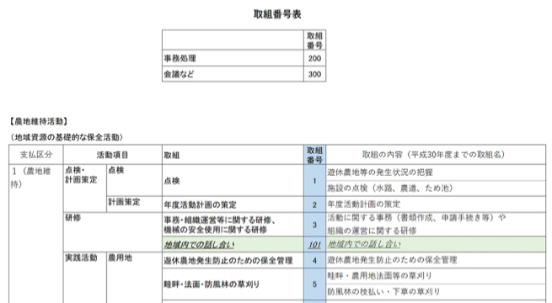 取組番号表
取組
番号
事務処理 200
会議など 300
【農地維持活動】
（地域資源の基礎的な保全活動）
支払区分 活動項目 取組 取組 取組の内容（平成30年度までの取組名）
番号
1（農地維 点検・ 点検 点検 1 遊休農地等の発生状況の把握
持） 計画策定 施設の点検（水路、農道、ため池）
計画策定 年度活動計画の策定 2 年度活動計画の策定
研修 事務・組織運営等に関する研修、 3 活動に関する事務（書類作成、申請手続き等）や
機械の安全使用に関する研修 組織の運営に関する研修
地域内での話し合い 101 地域内での話し合い
実践活動 農用地 遊休農地発生防止のための保全管理 4 遊休農地発生防止のための保全管理
畦畔・法面・防風林の草刈り 5 畦畔・農用地法面等の草刈り
防風林の枝払い・下草の草刈り